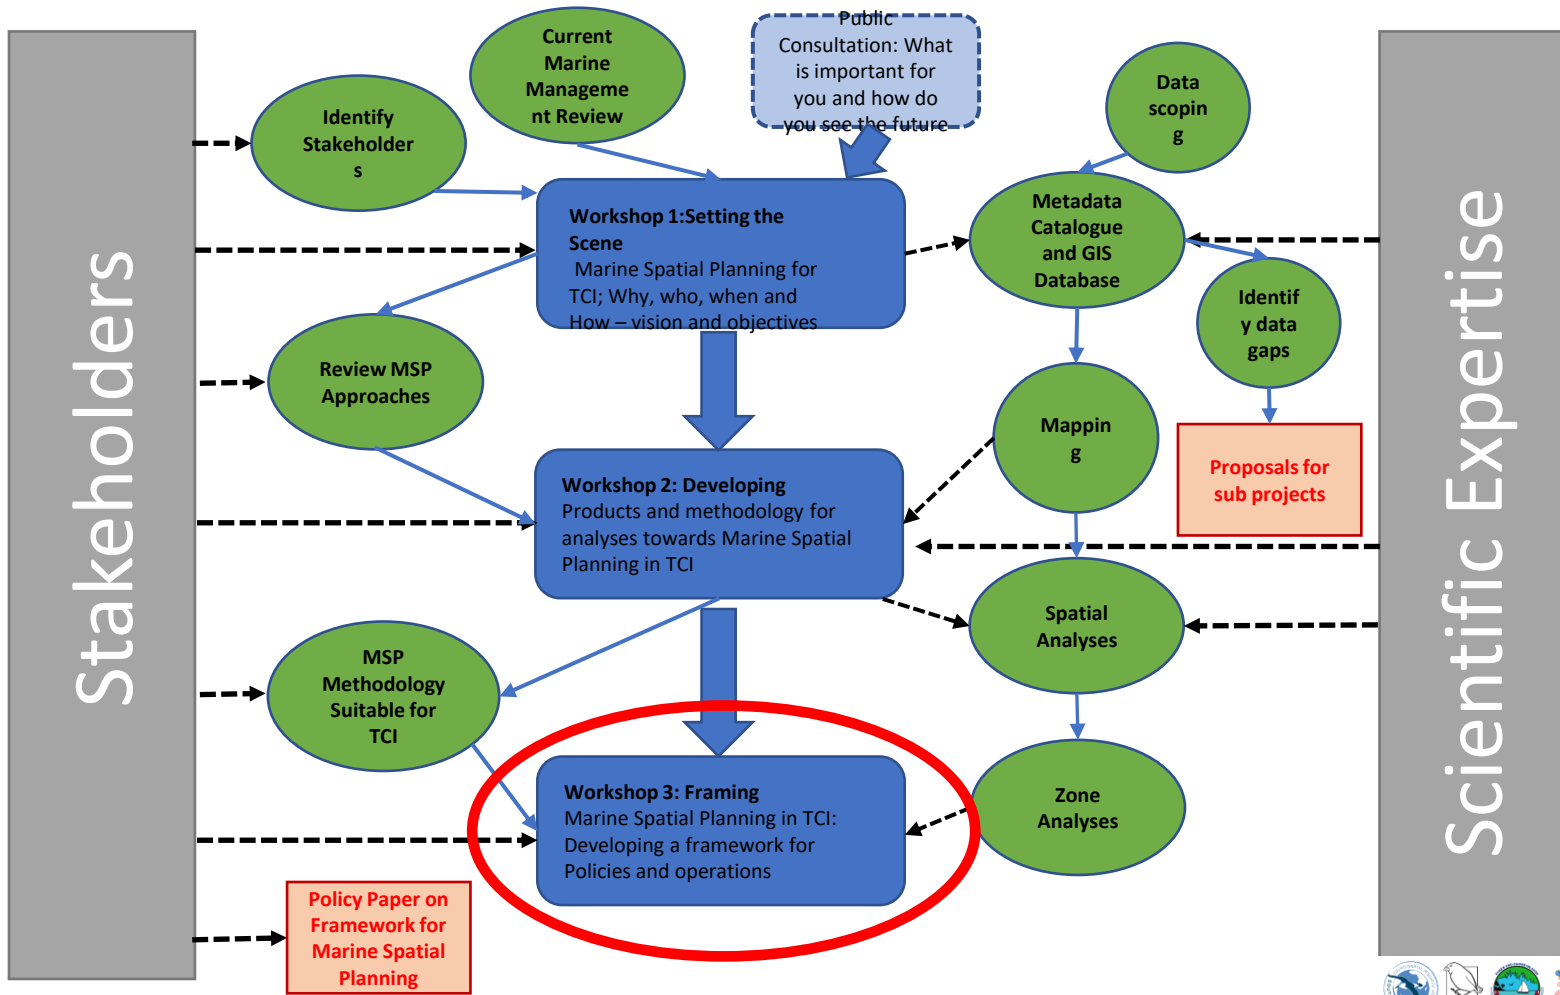 Stakeholders
Identify
Stakeholder
s
Current
Marine
Manageme
nt Review
Public
Consultation: What
is important for
you and how do
you see the future
Data
scopin
g
Workshop 1:Setting the
Scene
Marine Spatial Planning for
TCI; Why, who, when and
How – vision and objectives
Metadata
Catalogue
and GIS
Database
Identif
y data
gaps
Review MSP
Approaches
Mappin
g
Proposals for
sub projects
Workshop 2: Developing
Products and methodology for
analyses towards Marine Spatial
Planning in TCI
Spatial
Analyses
MSP
Methodology
Suitable for
TCI
Workshop 3: Framing
Marine Spatial Planning in TCI:
Developing a framework for
Policies and operations
Zone
Analyses
Policy Paper on
Framework for
Marine Spatial
Planning
Scientific Expertise